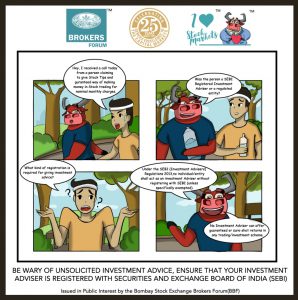 BROKERS
FORUM
25
I
Stock
Markets
Hey, I received a call today
from a person claiming
to give Stock Tips and
guranteed way of making
money in Stock trading for
nominal monthly charges.
Was the person a SEBI
Registered Investment
Adviser or a regulated
entity?
What kind of registration is
required for giving investment
advice?
Under the SEBI (Investment Advisers)
Regulations 2013,no individual/entity
shall act as an Investment Adviser
without registering with SEBI (unless
specifically exempted).
No Investment Adviser can offer
guaranteed or sure shot returns in
any trading/investment scheme.
BE WARY OF UNSOLICITED INVESTMENT ADVICE, ENSURE THAT YOUR INVESTMENT
ADVISER IS REGISTERED WITH SECURITIES AND EXCHANGE BOARD OF INDIA (SEBI)
Issued in Public Interest by the Bombay Stock Exchange Brokers Forum(BBF)